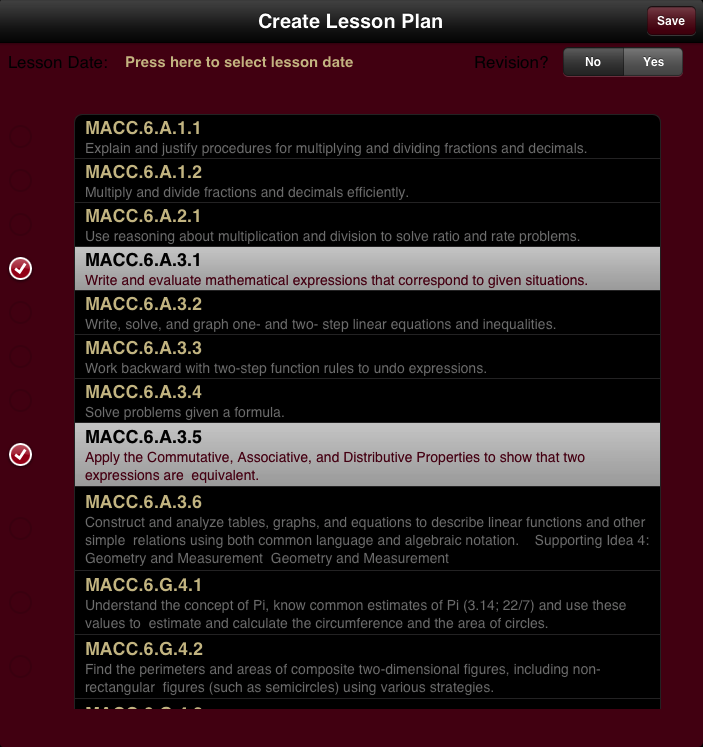 Create Lesson Plan
Save
Lesson Date: Press here to select lesson date Revision? No Yes
MACC.6.A.1.1
Explain and justify procedures for multiplying and dividing fractions and decimals.
MACC.6.A.1.2
Multiply and divide fractions and decimals efficiently.
MACC.6.A.2.1
Use reasoning about multiplication and division to solve ratio and rate problems.
MACC.6.A.3.1
Write and evaluate mathematical expressions that correspond to given situations.
MACC.6.A.3.2
Write, solve, and graph one- and two- step linear equations and inequalities.
MACC.6.A.3.3
Work backward with two-step function rules to undo expressions.
MACC.6.A.3.4
Solve problems given a formula.
MACC.6.A.3.5
Apply the Commutative, Associative, and Distributive Properties to show that two
expressions are  equivalent.
MACC.6.A.3.6
Construct and analyze tables, graphs, and equations to describe linear functions and other
simple  relations using both common language and algebraic notation.    Supporting Idea 4:
Geometry and Measurement  Geometry and Measurement
MACC.6.G.4.1
Understand the concept of Pi, know common estimates of Pi (3.14; 22/7) and use these
values to  estimate and calculate the circumference and the area of circles.
MACC.6.G.4.2
Find the perimeters and areas of composite two-dimensional figures, including non-
rectangular  figures (such as semicircles) using various strategies.